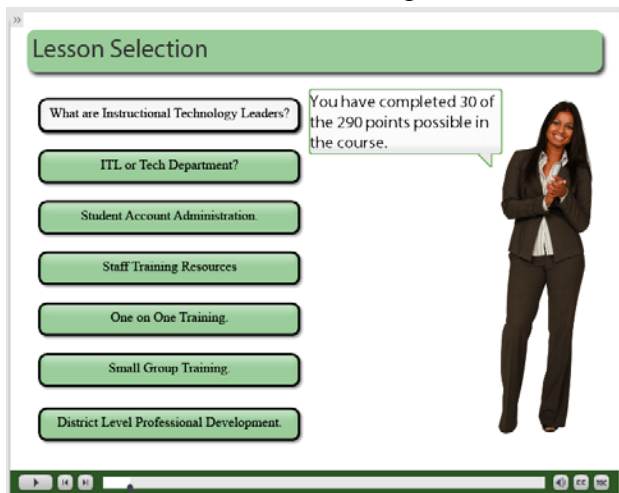 »
Lesson Selection
What are Instructional Technology Leaders?
You have completed 30 of
the 290 points possible in
the course.
ITL or Tech Department?
Student Account Administration.
Staff Training Resources
One on One Training.
Small Group Training.
District Level Professional Development.
CC
TOC